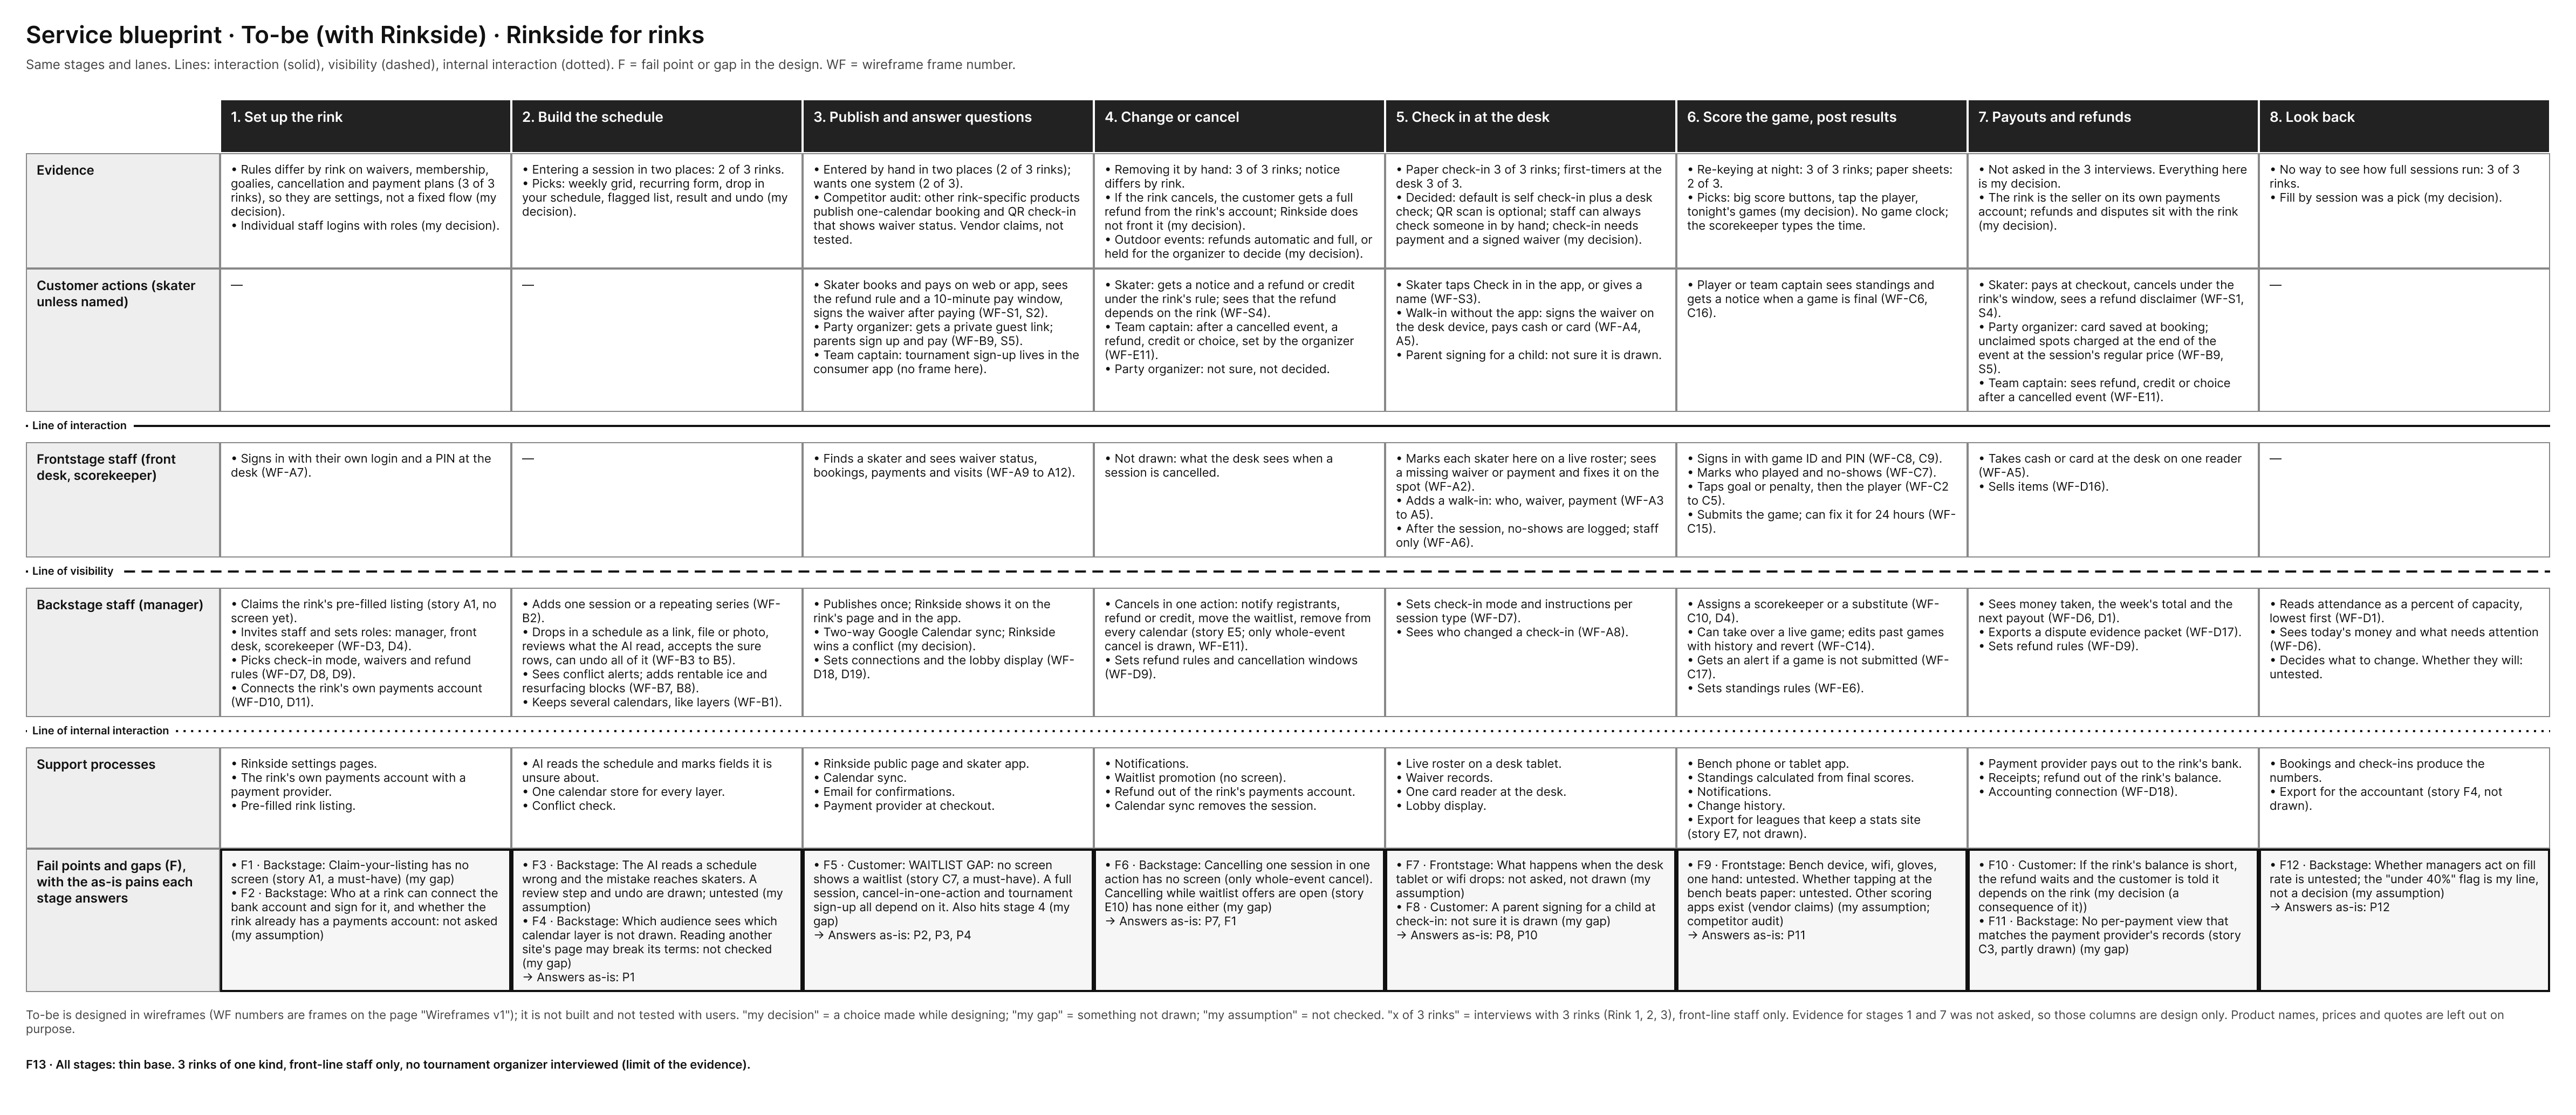 Service blueprint · To-be (with Rinkside) · Rinkside for rinks
Same stages and lanes. Lines: interaction (solid), visibility (dashed), internal interaction (dotted). F = fail point or gap in the design. WF = wireframe frame number.
1. Set up the rink
2. Build the schedule
3. Publish and answer questions
4. Change or cancel
5. Check in at the desk
6. Score the game, post results
7. Payouts and refunds
8. Look back
Evidence
• Rules differ by rink on waivers, membership,
goalies, cancellation and payment plans (3 of 3
rinks), so they are settings, not a fixed flow (my
decision).
• Individual staff logins with roles (my decision).
• Entering a session in two places: 2 of 3 rinks.
• Picks: weekly grid, recurring form, drop in
your schedule, flagged list, result and undo (my
decision).
• Entered by hand in two places (2 of 3 rinks);
wants one system (2 of 3).
• Competitor audit: other rink-specific products
publish one-calendar booking and QR check-in
that shows waiver status. Vendor claims, not
tested.
• Removing it by hand: 3 of 3 rinks; notice
differs by rink.
• If the rink cancels, the customer gets a full
refund from the rink's account; Rinkside does
not front it (my decision).
• Outdoor events: refunds automatic and full, or
held for the organizer to decide (my decision).
• Paper check-in 3 of 3 rinks; first-timers at the
desk 3 of 3.
• Decided: default is self check-in plus a desk
check; QR scan is optional; staff can always
check someone in by hand; check-in needs
payment and a signed waiver (my decision).
• Re-keying at night: 3 of 3 rinks; paper sheets:
2 of 3.
• Picks: big score buttons, tap the player,
tonight's games (my decision). No game clock;
the scorekeeper types the time.
• Not asked in the 3 interviews. Everything here
is my decision.
• The rink is the seller on its own payments
account; refunds and disputes sit with the rink
(my decision).
• No way to see how full sessions run: 3 of 3
rinks.
• Fill by session was a pick (my decision).
Customer actions (skater
unless named)
—
—
• Skater books and pays on web or app, sees
the refund rule and a 10-minute pay window,
signs the waiver after paying (WF-S1, S2).
• Party organizer: gets a private guest link;
parents sign up and pay (WF-B9, S5).
• Team captain: tournament sign-up lives in the
consumer app (no frame here).
• Skater: gets a notice and a refund or credit
under the rink's rule; sees that the refund
depends on the rink (WF-S4).
• Team captain: after a cancelled event, a
refund, credit or choice, set by the organizer
(WF-E11).
• Party organizer: not sure, not decided.
• Skater taps Check in in the app, or gives a
name (WF-S3).
• Walk-in without the app: signs the waiver on
the desk device, pays cash or card (WF-A4,
A5).
• Parent signing for a child: not sure it is drawn.
• Player or team captain sees standings and
gets a notice when a game is final (WF-C6,
C16).
• Skater: pays at checkout, cancels under the
rink's window, sees a refund disclaimer (WF-S1,
S4).
• Party organizer: card saved at booking;
unclaimed spots charged at the end of the
event at the session's regular price (WF-B9,
S5).
• Team captain: sees refund, credit or choice
after a cancelled event (WF-E11).
—
· Line of interaction
Frontstage staff (front
desk, scorekeeper)
• Signs in with their own login and a PIN at the
desk (WF-A7).
—
• Finds a skater and sees waiver status,
bookings, payments and visits (WF-A9 to A12).
• Not drawn: what the desk sees when a
session is cancelled.
• Marks each skater here on a live roster; sees
a missing waiver or payment and fixes it on the
spot (WF-A2).
• Adds a walk-in: who, waiver, payment (WF-A3
to A5).
• After the session, no-shows are logged; staff
only (WF-A6).
• Signs in with game ID and PIN (WF-C8, C9).
• Marks who played and no-shows (WF-C7).
• Taps goal or penalty, then the player (WF-C2
to C5).
• Submits the game; can fix it for 24 hours (WF-
C15).
• Takes cash or card at the desk on one reader
(WF-A5).
• Sells items (WF-D16).
—
· Line of visibility
Backstage staff (manager)
• Claims the rink's pre-filled listing (story A1, no
screen yet).
• Invites staff and sets roles: manager, front
desk, scorekeeper (WF-D3, D4).
• Picks check-in mode, waivers and refund
rules (WF-D7, D8, D9).
• Connects the rink's own payments account
(WF-D10, D11).
• Adds one session or a repeating series (WF-
B2).
• Drops in a schedule as a link, file or photo,
reviews what the AI read, accepts the sure
rows, can undo all of it (WF-B3 to B5).
• Sees conflict alerts; adds rentable ice and
resurfacing blocks (WF-B7, B8).
• Keeps several calendars, like layers (WF-B1).
• Publishes once; Rinkside shows it on the
rink's page and in the app.
• Two-way Google Calendar sync; Rinkside
wins a conflict (my decision).
• Sets connections and the lobby display (WF-
D18, D19).
• Cancels in one action: notify registrants,
refund or credit, move the waitlist, remove from
every calendar (story E5; only whole-event
cancel is drawn, WF-E11).
• Sets refund rules and cancellation windows
(WF-D9).
• Sets check-in mode and instructions per
session type (WF-D7).
• Sees who changed a check-in (WF-A8).
• Assigns a scorekeeper or a substitute (WF-
C10, D4).
• Can take over a live game; edits past games
with history and revert (WF-C14).
• Gets an alert if a game is not submitted (WF-
C17).
• Sets standings rules (WF-E6).
• Sees money taken, the week's total and the
next payout (WF-D6, D1).
• Exports a dispute evidence packet (WF-D17).
• Sets refund rules (WF-D9).
• Reads attendance as a percent of capacity,
lowest first (WF-D1).
• Sees today's money and what needs attention
(WF-D6).
• Decides what to change. Whether they will:
untested.
· Line of internal interaction
Support processes
• Rinkside settings pages.
• The rink's own payments account with a
payment provider.
• Pre-filled rink listing.
• AI reads the schedule and marks fields it is
unsure about.
• One calendar store for every layer.
• Conflict check.
• Rinkside public page and skater app.
• Calendar sync.
• Email for confirmations.
• Payment provider at checkout.
• Notifications.
• Waitlist promotion (no screen).
• Refund out of the rink's payments account.
• Calendar sync removes the session.
• Live roster on a desk tablet.
• Waiver records.
• One card reader at the desk.
• Lobby display.
• Bench phone or tablet app.
• Standings calculated from final scores.
• Notifications.
• Change history.
• Export for leagues that keep a stats site
(story E7, not drawn).
• Payment provider pays out to the rink's bank.
• Receipts; refund out of the rink's balance.
• Accounting connection (WF-D18).
• Bookings and check-ins produce the
numbers.
• Export for the accountant (story F4, not
drawn).
Fail points and gaps (F),
with the as-is pains each
stage answers
• F1 · Backstage: Claim-your-listing has no
screen (story A1, a must-have) (my gap)
• F2 · Backstage: Who at a rink can connect the
bank account and sign for it, and whether the
rink already has a payments account: not asked
(my assumption)
• F3 · Backstage: The AI reads a schedule
wrong and the mistake reaches skaters. A
review step and undo are drawn; untested (my
assumption)
• F4 · Backstage: Which audience sees which
calendar layer is not drawn. Reading another
site's page may break its terms: not checked
(my gap)
→ Answers as-is: P1
• F5 · Customer: WAITLIST GAP: no screen
shows a waitlist (story C7, a must-have). A full
session, cancel-in-one-action and tournament
sign-up all depend on it. Also hits stage 4 (my
gap)
→ Answers as-is: P2, P3, P4
• F6 · Backstage: Cancelling one session in one
action has no screen (only whole-event cancel).
Cancelling while waitlist offers are open (story
E10) has none either (my gap)
→ Answers as-is: P7, F1
• F7 · Frontstage: What happens when the desk
tablet or wifi drops: not asked, not drawn (my
assumption)
• F8 · Customer: A parent signing for a child at
check-in: not sure it is drawn (my gap)
→ Answers as-is: P8, P10
• F9 · Frontstage: Bench device, wifi, gloves,
one hand: untested. Whether tapping at the
bench beats paper: untested. Other scoring
apps exist (vendor claims) (my assumption;
competitor audit)
→ Answers as-is: P11
• F10 · Customer: If the rink's balance is short,
the refund waits and the customer is told it
depends on the rink (my decision (a
consequence of it))
• F11 · Backstage: No per-payment view that
matches the payment provider's records (story
C3, partly drawn) (my gap)
• F12 · Backstage: Whether managers act on fill
rate is untested; the "under 40%" flag is my line,
not a decision (my assumption)
→ Answers as-is: P12
To-be is designed in wireframes (WF numbers are frames on the page "Wireframes v1"); it is not built and not tested with users. "my decision" = a choice made while designing; "my gap" = something not drawn; "my assumption" = not checked. "x of 3 rinks" = interviews with 3 rinks (Rink 1, 2, 3), front-line staff only. Evidence for stages 1 and 7 was not asked, so those columns are design only. Product names, prices and quotes are left out on
purpose.
F13 · All stages: thin base. 3 rinks of one kind, front-line staff only, no tournament organizer interviewed (limit of the evidence).